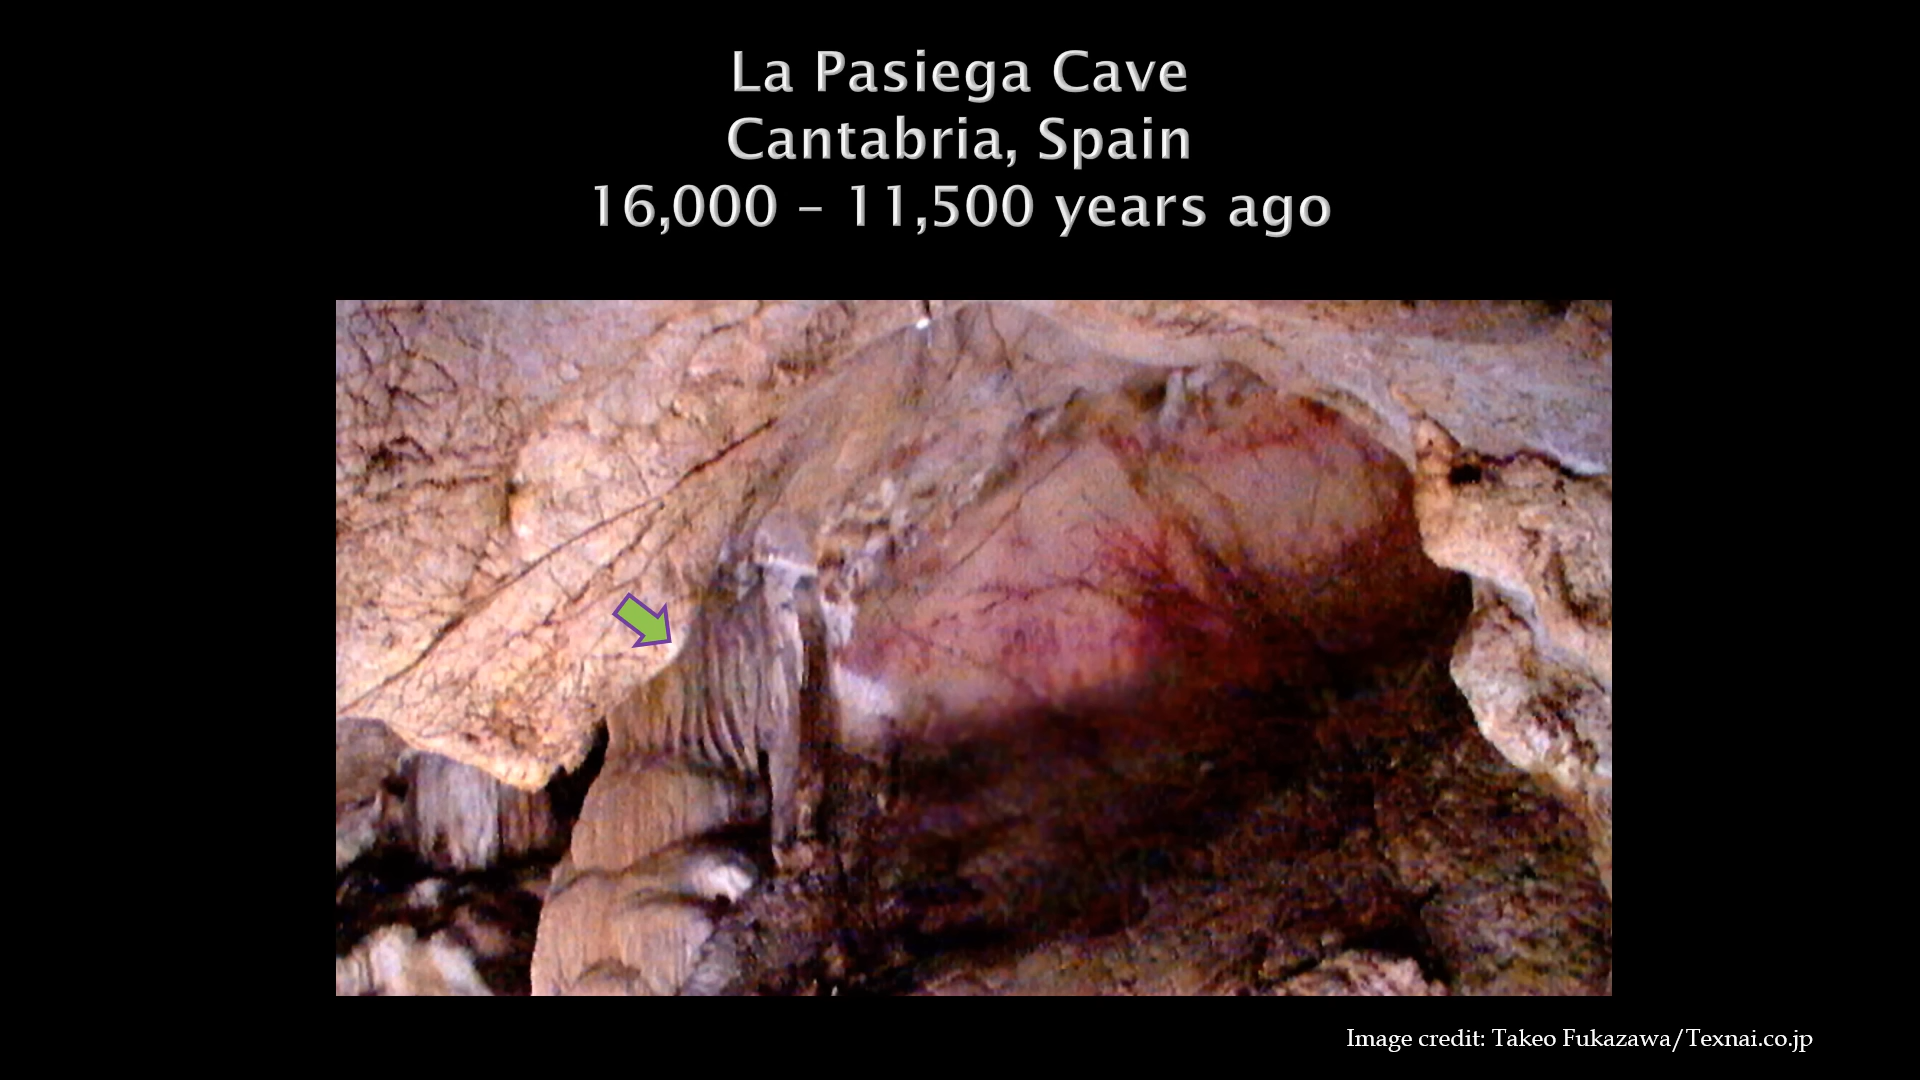 La Pasiega Cave
Cantabria, Spain
16,000 – 11,500 years ago
Image credit: Takeo Fukazawa/Texnai.co.jp